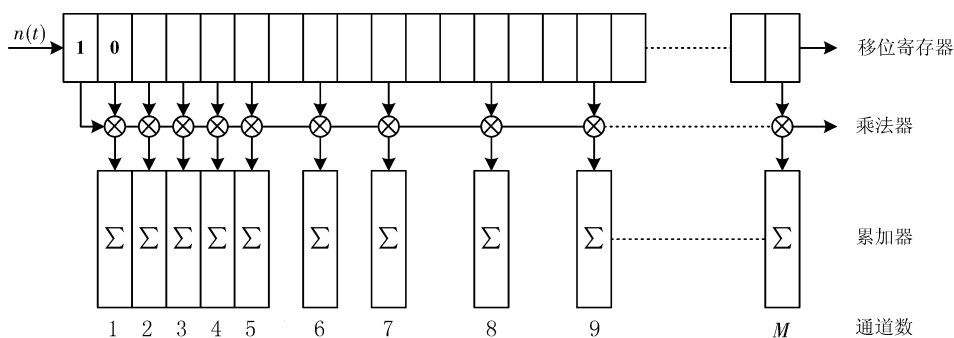 n(t) 1 0 移位寄存器
乘法器
Σ Σ Σ Σ Σ Σ Σ Σ Σ Σ 累加器
1 2 3 4 5 6 7 8 9 M 通道数